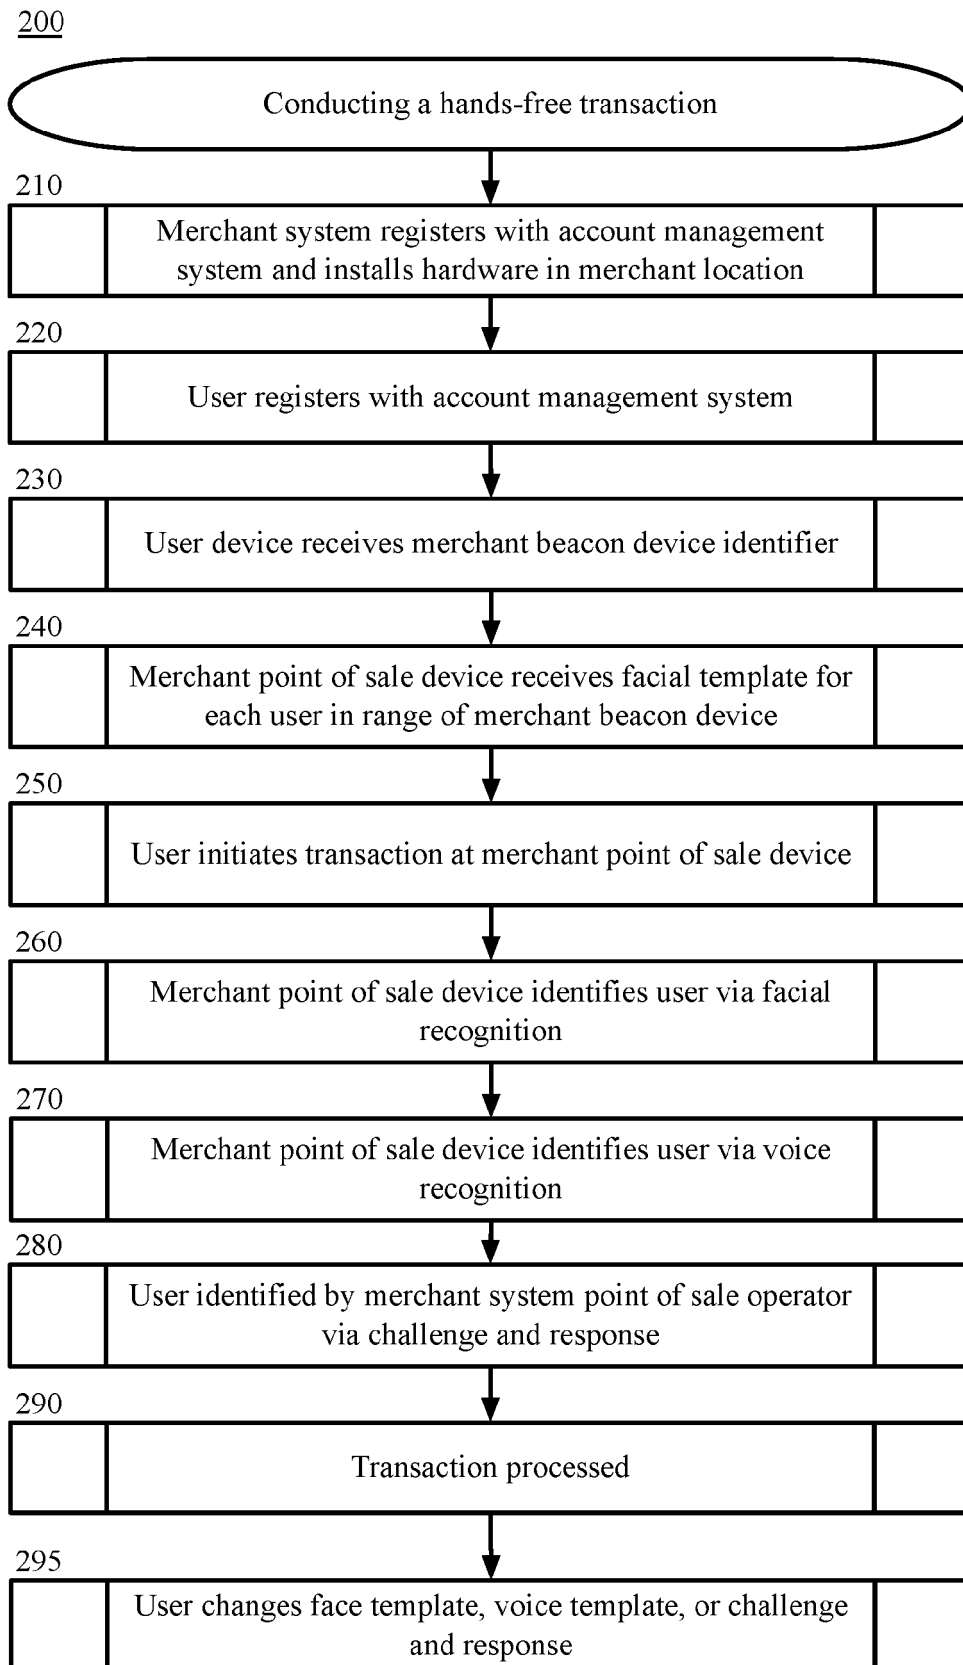 200
Conducting a hands-free transaction
210
Merchant system registers with account management
system and installs hardware in merchant location
220
User registers with account management system
230
User device receives merchant beacon device identifier
240
Merchant point of sale device receives facial template for
each user in range of merchant beacon device
250
User initiates transaction at merchant point of sale device
260
Merchant point of sale device identifies user via facial
recognition
270
Merchant point of sale device identifies user via voice
recognition
280
User identified by merchant system point of sale operator
via challenge and response
290
Transaction processed
295
User changes face template, voice template, or challenge
and response